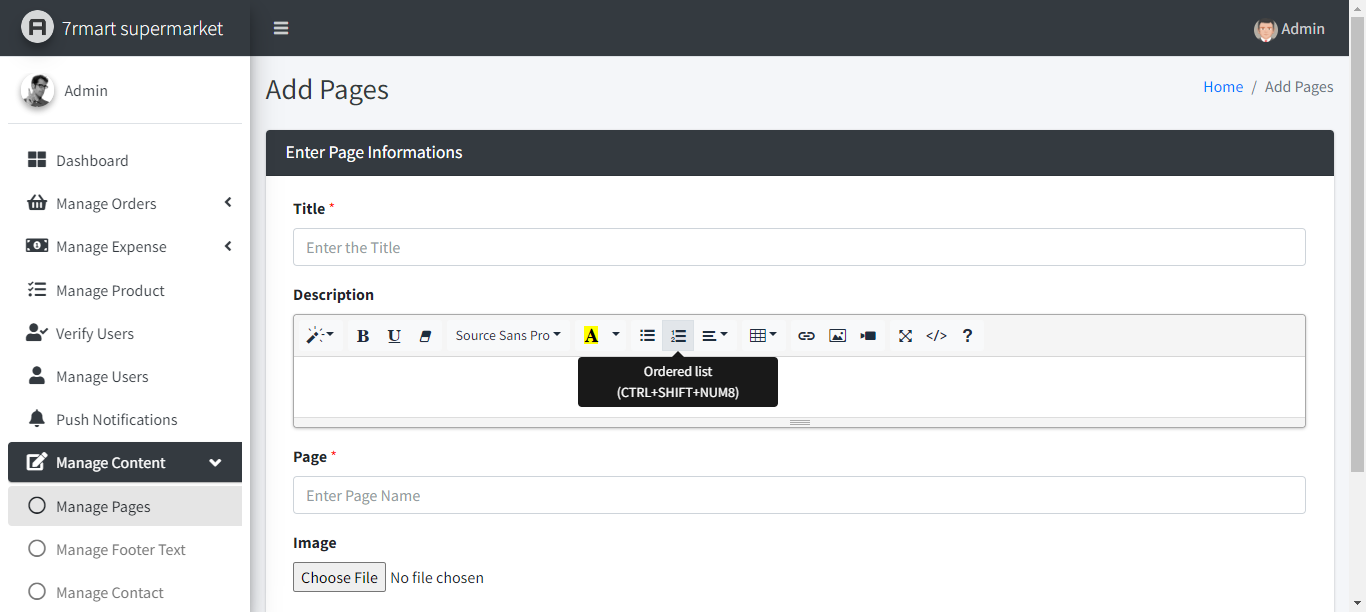 7rmart supermarket
Admin
Admin
Dashboard
Manage Orders
Manage Expense
Manage Product
Verify Users
Manage Users
Push Notifications
Manage Content
Manage Pages
Manage Footer Text
Manage Contact
Add Pages
Home / Add Pages
Enter Page Informations
Title *
Enter the Title
Description
B U Source Sans Pro A </> ?
Ordered list
(CTRL+SHIFT+NUM8)
Page *
Enter Page Name
Image
Choose File No file chosen